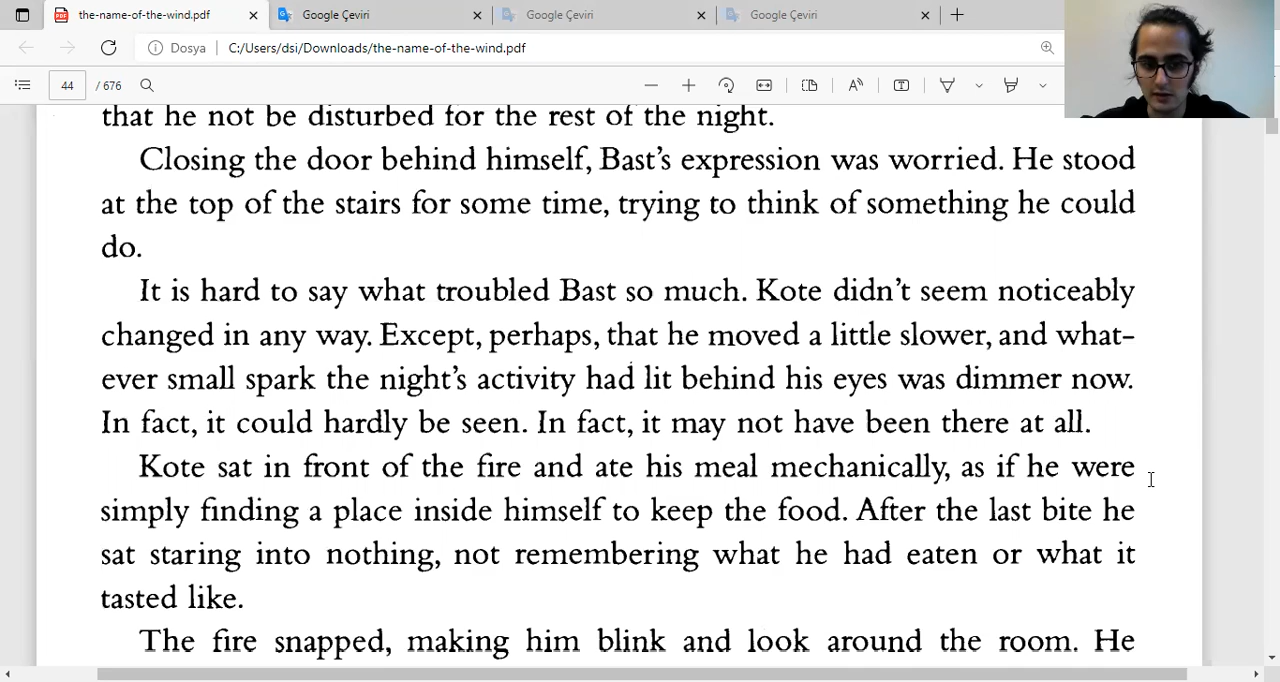 the-name-of-the-wind.pdf
Google Çeviri
Google Çeviri
Google Çeviri
Dosya
C:/Users/dsi/Downloads/the-name-of-the-wind.pdf
44 / 676
that he not be disturbed for the rest of the night.
Closing the door behind himself, Bast’s expression was worried. He stood
at the top of the stairs for some time, trying to think of something he could
do.
It is hard to say what troubled Bast so much. Kote didn’t seem noticeably
changed in any way. Except, perhaps, that he moved a little slower, and what-
ever small spark the night’s activity had lit behind his eyes was dimmer now.
In fact, it could hardly be seen. In fact, it may not have been there at all.
Kote sat in front of the fire and ate his meal mechanically, as if he were
simply finding a place inside himself to keep the food. After the last bite he
sat staring into nothing, not remembering what he had eaten or what it
tasted like.
The fire snapped, making him blink and look around the room. He